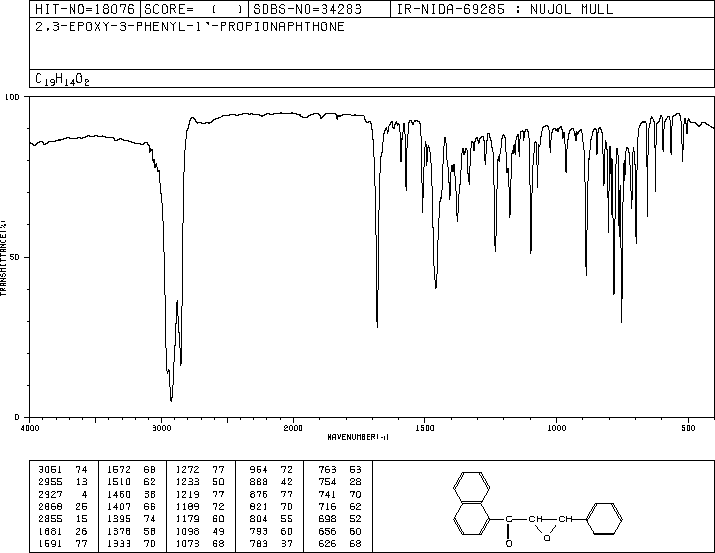 HIT-NO=18076 SCORE= ( ) SDBS-NO=34283 IR-NIDA-69285 : NUJOL MULL
2,3-EPOXY-3-PHENYL-1'-PROPIONAPHTHONE
C19H14O2
100
50
0
TRANSMITTANCE(%)
4000 3000 2000 1500 1000 500
WAVENUMBER(-1)
3061 74 1572 68 1272 77 964 72 763 53
2955 13 1510 62 1233 50 888 42 754 28
2927 4 1460 38 1219 77 876 77 741 70
2868 25 1407 66 1189 72 821 70 716 62
2855 15 1395 74 1179 60 804 55 698 52
1681 26 1378 58 1098 49 793 60 656 60
1591 77 1333 70 1073 68 783 37 626 68
C CH CH
O O